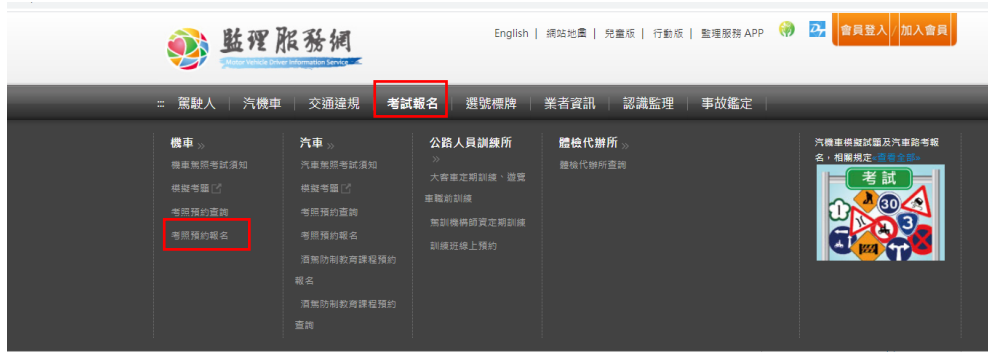 監理服務網
Motor Vehicle Driver Information Service
English | 網站地圖 | 兒童版 | 行動版 | 監理服務 APP
會員登入 / 加入會員
::: 駕駛人 | 汽機車 | 交通違規 | 考試報名 | 選號標牌 | 業者資訊 | 認識監理 | 事故鑑定 |
機車 »
機車駕照考試須知
模擬考題
考照預約查詢
考照預約報名
汽車 »
汽車駕照考試須知
模擬考題
考照預約查詢
考照預約報名
酒駕防制教育課程預約
報名
酒駕防制教育課程預約
查詢
公路人員訓練所
»
大客車定期訓練、遊覽
車職前訓練
駕訓機構師資定期訓練
訓練班線上預約
體檢代辦所 »
體檢代辦所查詢
汽機車模擬試題及汽車路考報
名，相關規定«查看全部»
考試
30
3